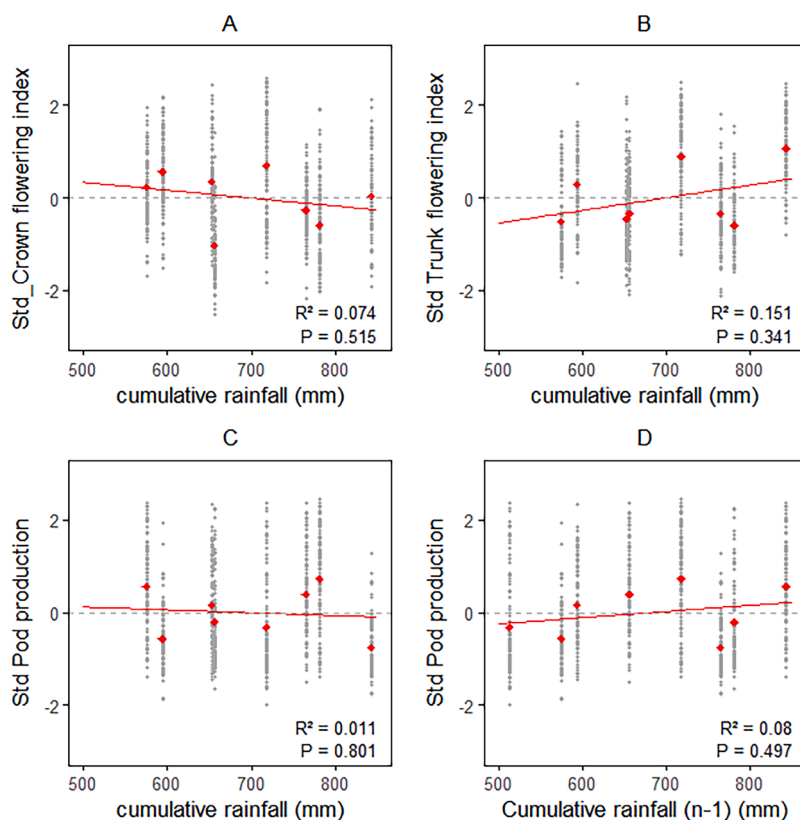 A
Std_Crown flowering index
2
0
-2
R² = 0.074
P = 0.515
500 600 700 800
cumulative rainfall (mm)
B
Std Trunk flowering index
2
0
-2
R² = 0.151
P = 0.341
500 600 700 800
cumulative rainfall (mm)
C
Std Pod production
2
0
-2
R² = 0.011
P = 0.801
500 600 700 800
cumulative rainfall (mm)
D
Std Pod production
2
0
-2
R² = 0.08
P = 0.497
500 600 700 800
Cumulative rainfall (n-1) (mm)